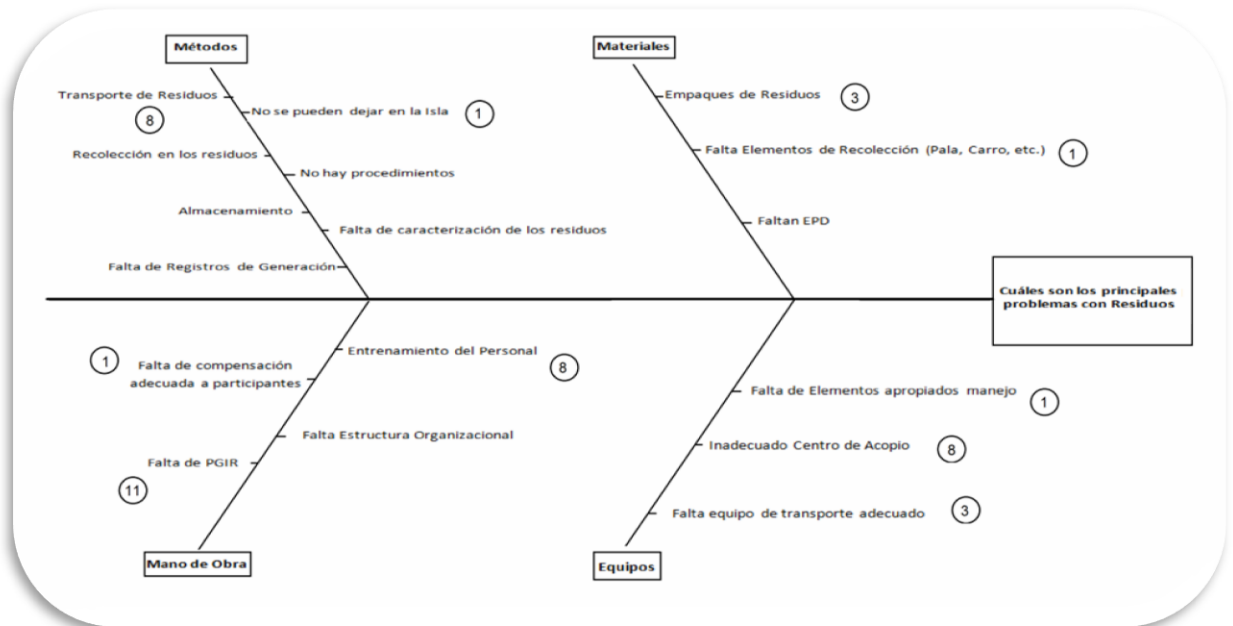 Métodos
Transporte de Residuos
8
No se pueden dejar en la Isla
1
Recolección en los residuos
No hay procedimientos
Almacenamiento
Falta de caracterización de los residuos
Falta de Registros de Generación
Materiales
Empaques de Residuos
3
Falta Elementos de Recolección (Pala, Carro, etc.)
1
Faltan EPD
Cuáles son los principales
problemas con Residuos
Entrenamiento del Personal
8
1
Falta de compensación
adecuada a participantes
Falta Estructura Organizacional
Falta de PGIR
11
Mano de Obra
Falta de Elementos apropiados manejo
1
Inadecuado Centro de Acopio
8
Falta equipo de transporte adecuado
3
Equipos